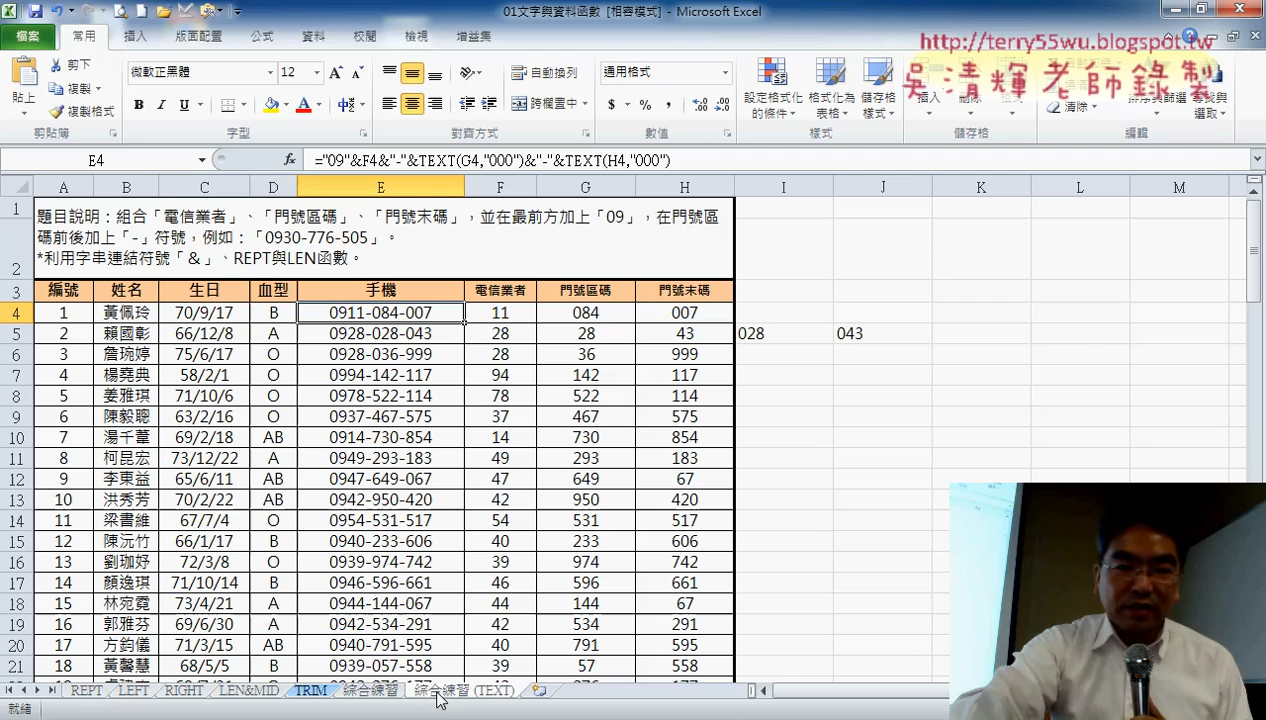 01文字與資料函數 [相容模式] - Microsoft Excel
檔案 常用 插入 版面配置 公式 資料 校閱 檢視 增益集
http://terry55wu.blogspot.tw
吳清輝老師錄製
貼上 剪下 複製 複製格式
微軟正黑體 12
自動換列
跨欄置中
通用格式
設定格式化的條件 格式化為表格 儲存格樣式
插入 刪除
清除
剪貼簿 字型 對齊方式 數值 樣式 儲存格 編輯
E4 fx ="09"&F4&"-"&TEXT(G4,"000")&"-"&TEXT(H4,"000")
A B C D E F G H I J K L M
1 題目說明：組合「電信業者」、「門號區碼」、「門號末碼」，並在最前方加上「09」，在門號區
碼前後加上「-」符號，例如：「0930-776-505」。
2 *利用字串連結符號「&」、REPT與LEN函數。
3 編號 姓名 生日 血型 手機 電信業者 門號區碼 門號末碼
4 1 黃佩玲 70/9/17 B 0911-084-007 11 084 007
5 2 賴國彰 66/12/8 A 0928-028-043 28 28 43 028 043
6 3 詹琬婷 75/6/17 O 0928-036-999 28 36 999
7 4 楊堯典 58/2/1 O 0994-142-117 94 142 117
8 5 姜雅琪 71/10/6 O 0978-522-114 78 522 114
9 6 陳毅聰 63/2/16 O 0937-467-575 37 467 575
10 7 湯千葦 69/2/18 AB 0914-730-854 14 730 854
11 8 柯昆宏 73/12/22 A 0949-293-183 49 293 183
12 9 李東益 65/6/11 AB 0947-649-067 47 649 67
13 10 洪秀芳 70/2/22 AB 0942-950-420 42 950 420
14 11 梁書維 67/7/4 O 0954-531-517 54 531 517
15 12 陳沅竹 66/1/17 B 0940-233-606 40 233 606
16 13 劉珈妤 72/3/8 O 0939-974-742 39 974 742
17 14 顏逸琪 71/10/14 B 0946-596-661 46 596 661
18 15 林宛霓 73/4/21 A 0944-144-067 44 144 67
19 16 郭雅芬 69/6/30 A 0942-534-291 42 534 291
20 17 方鈞儀 71/3/15 AB 0940-791-595 40 791 595
21 18 黃馨慧 68/5/5 B 0939-057-558 39 57 558
REPT LEFT RIGHT LEN&MID TRIM 綜合練習 綜合練習 (TEXT)
就緒